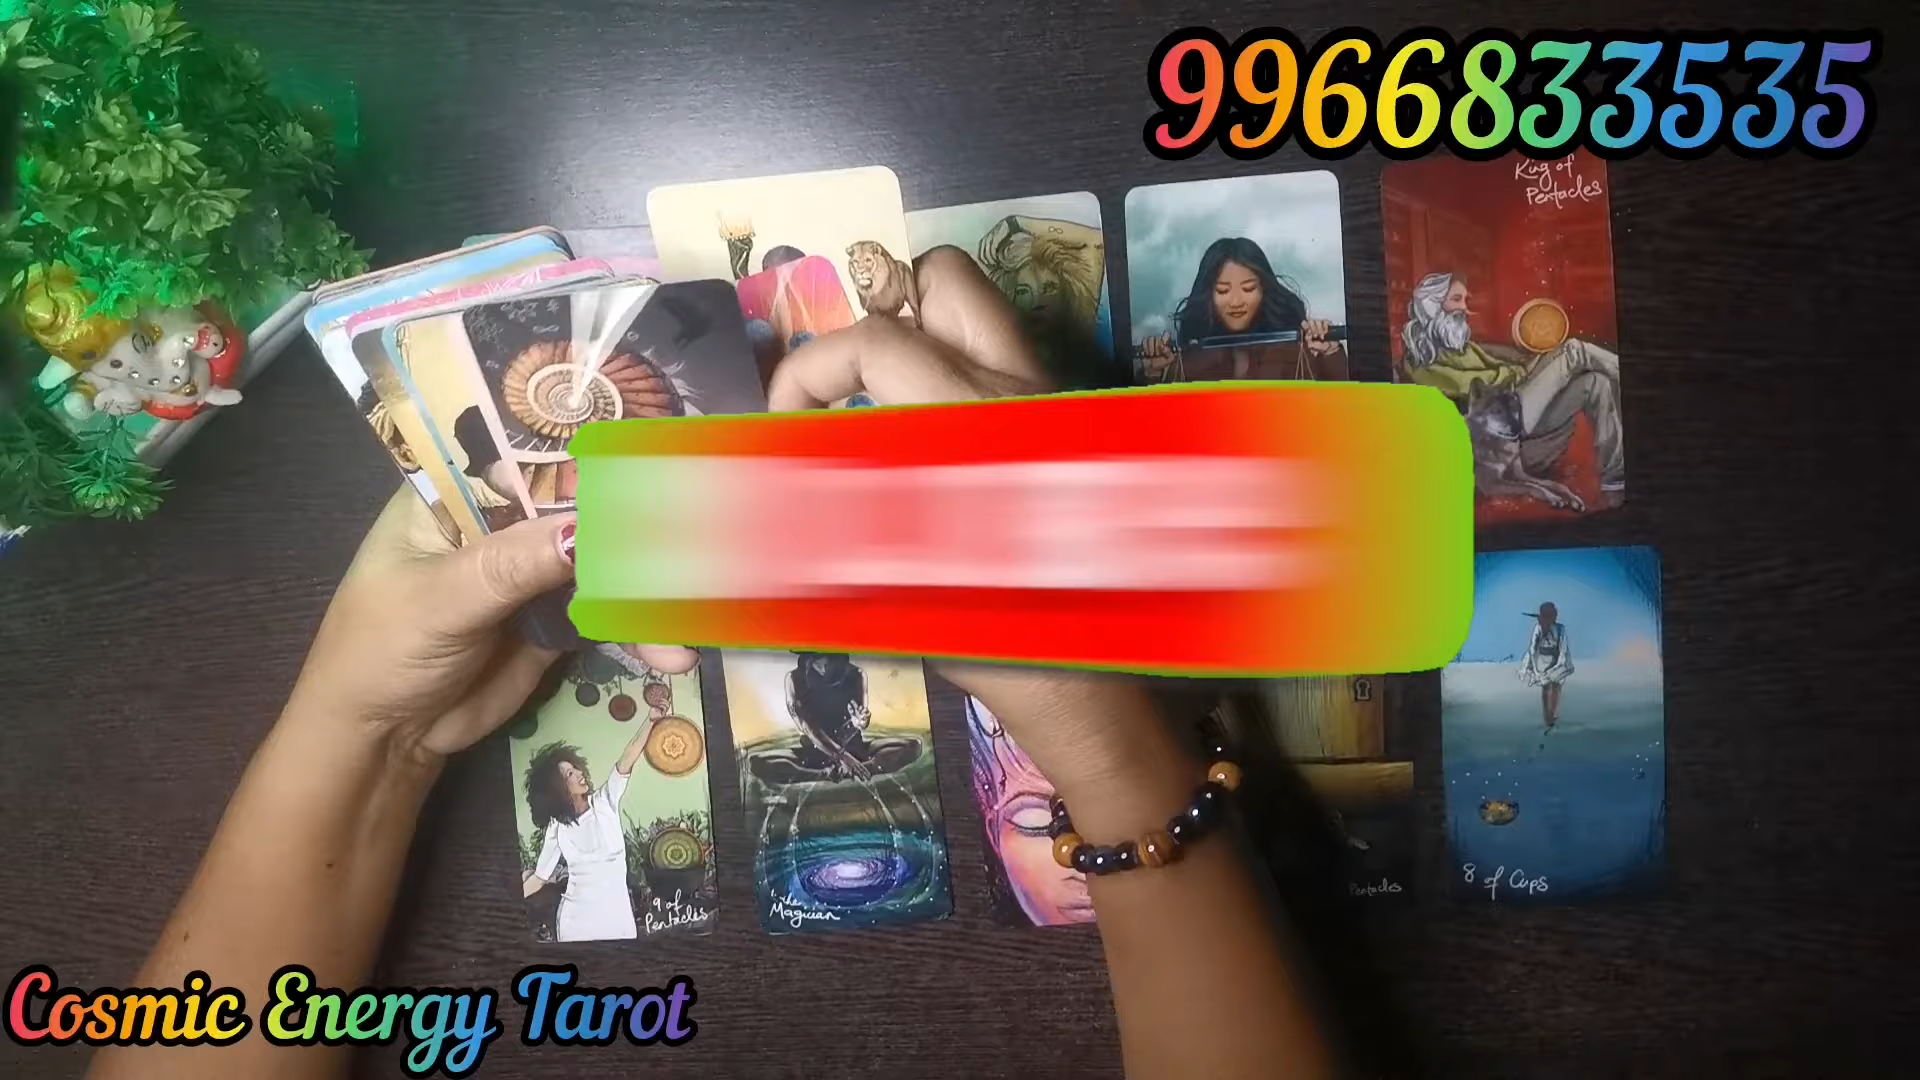 9966833535
King of
Pentacles
9 of
Pentacles
The
Magician
Pentacles
8 of Cups
Cosmic Energy Tarot